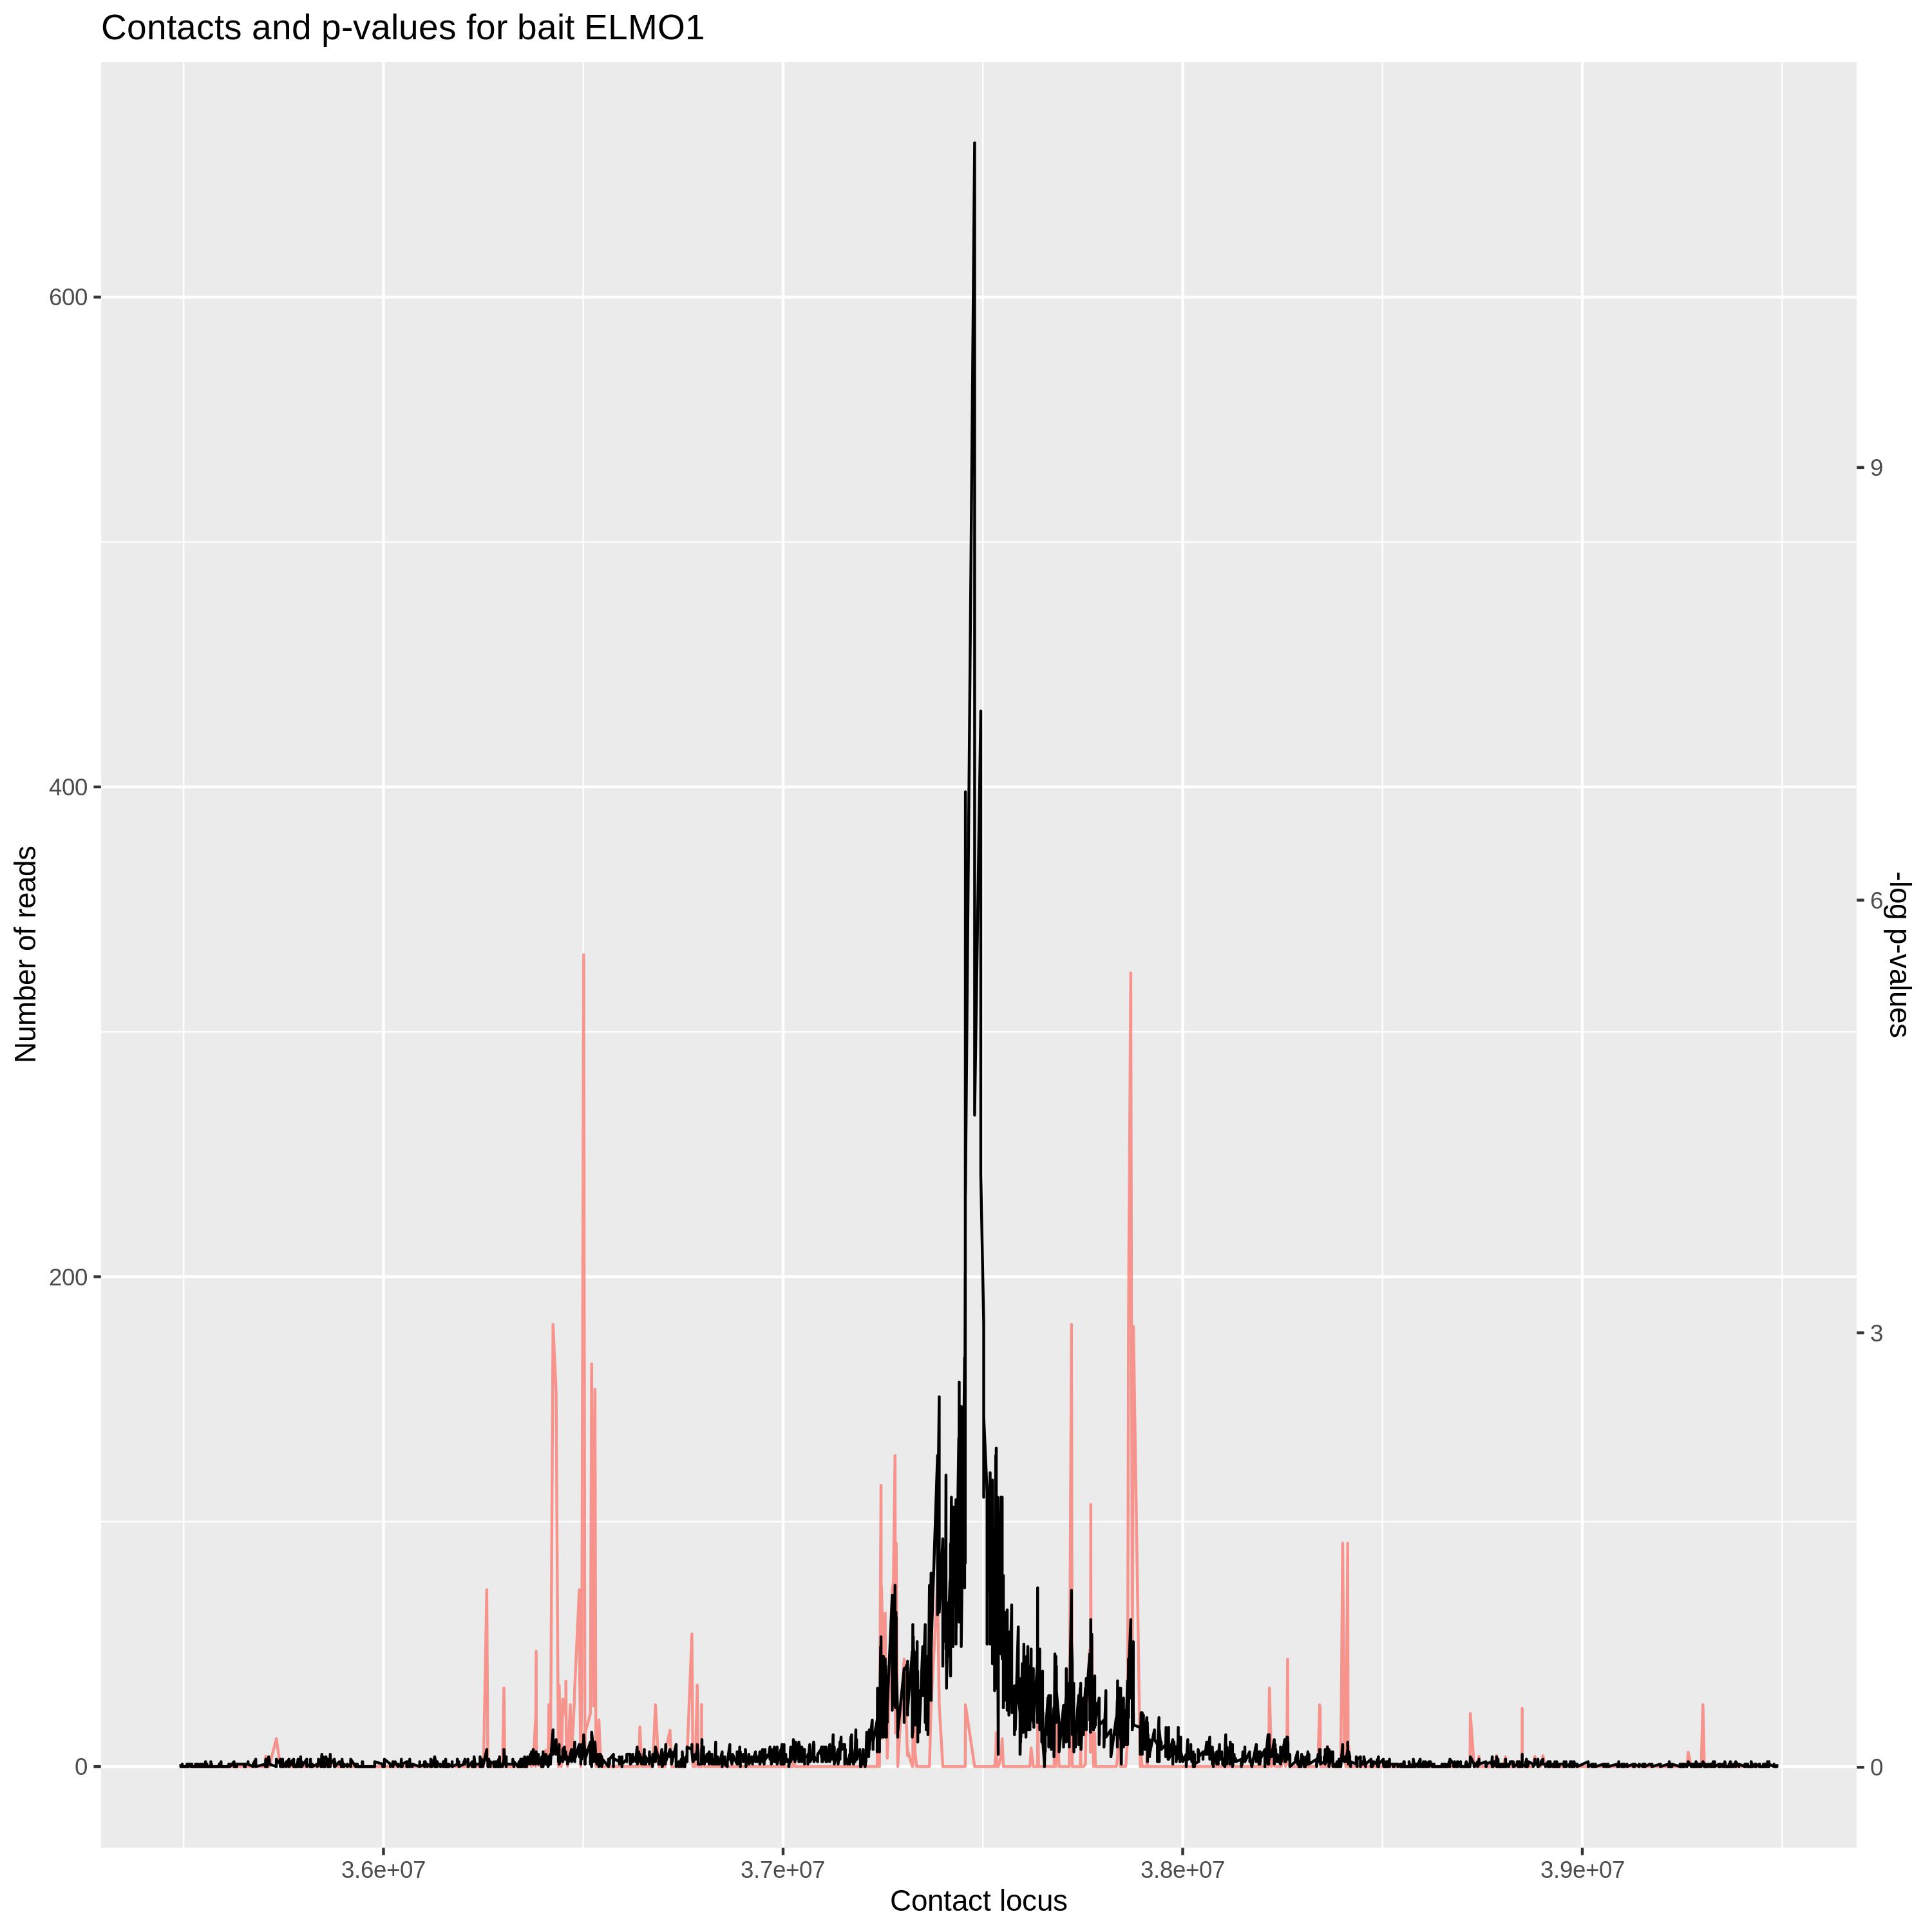 Contacts and p-values for bait ELMO1
600
400
200
0
Number of reads
9
6
3
0
-log p-values
3.6e+07 3.7e+07 3.8e+07 3.9e+07
Contact locus